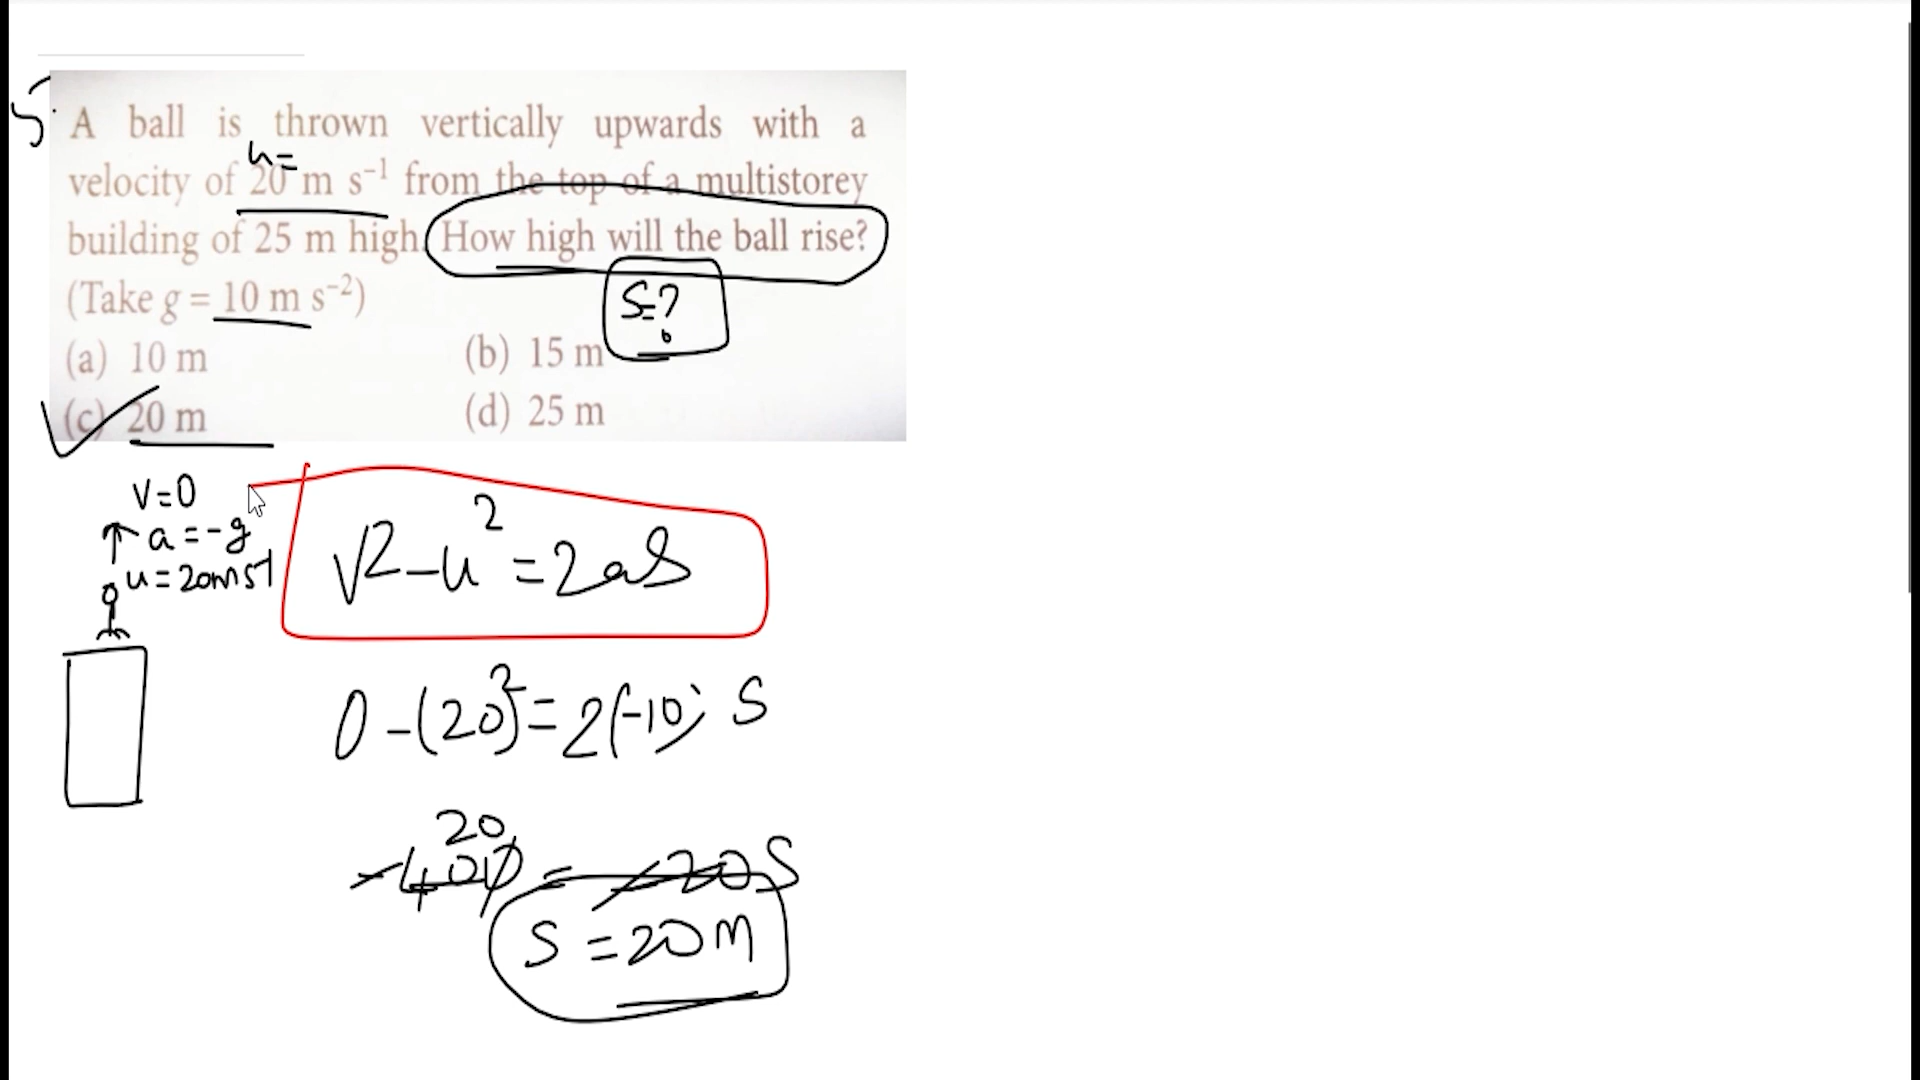 5.
A ball is thrown vertically upwards with a
u=
velocity of 20 m s⁻¹ from the top of a multistorey
building of 25 m high. How high will the ball rise?
(Take g = 10 m s⁻²)
S=?
(a) 10 m (b) 15 m
(c) 20 m (d) 25 m
V=0
a=-g
u=20ms-1
V²-u²=2aS
0-(20)²=2(-10) S
20
-400=-20S
S=20m